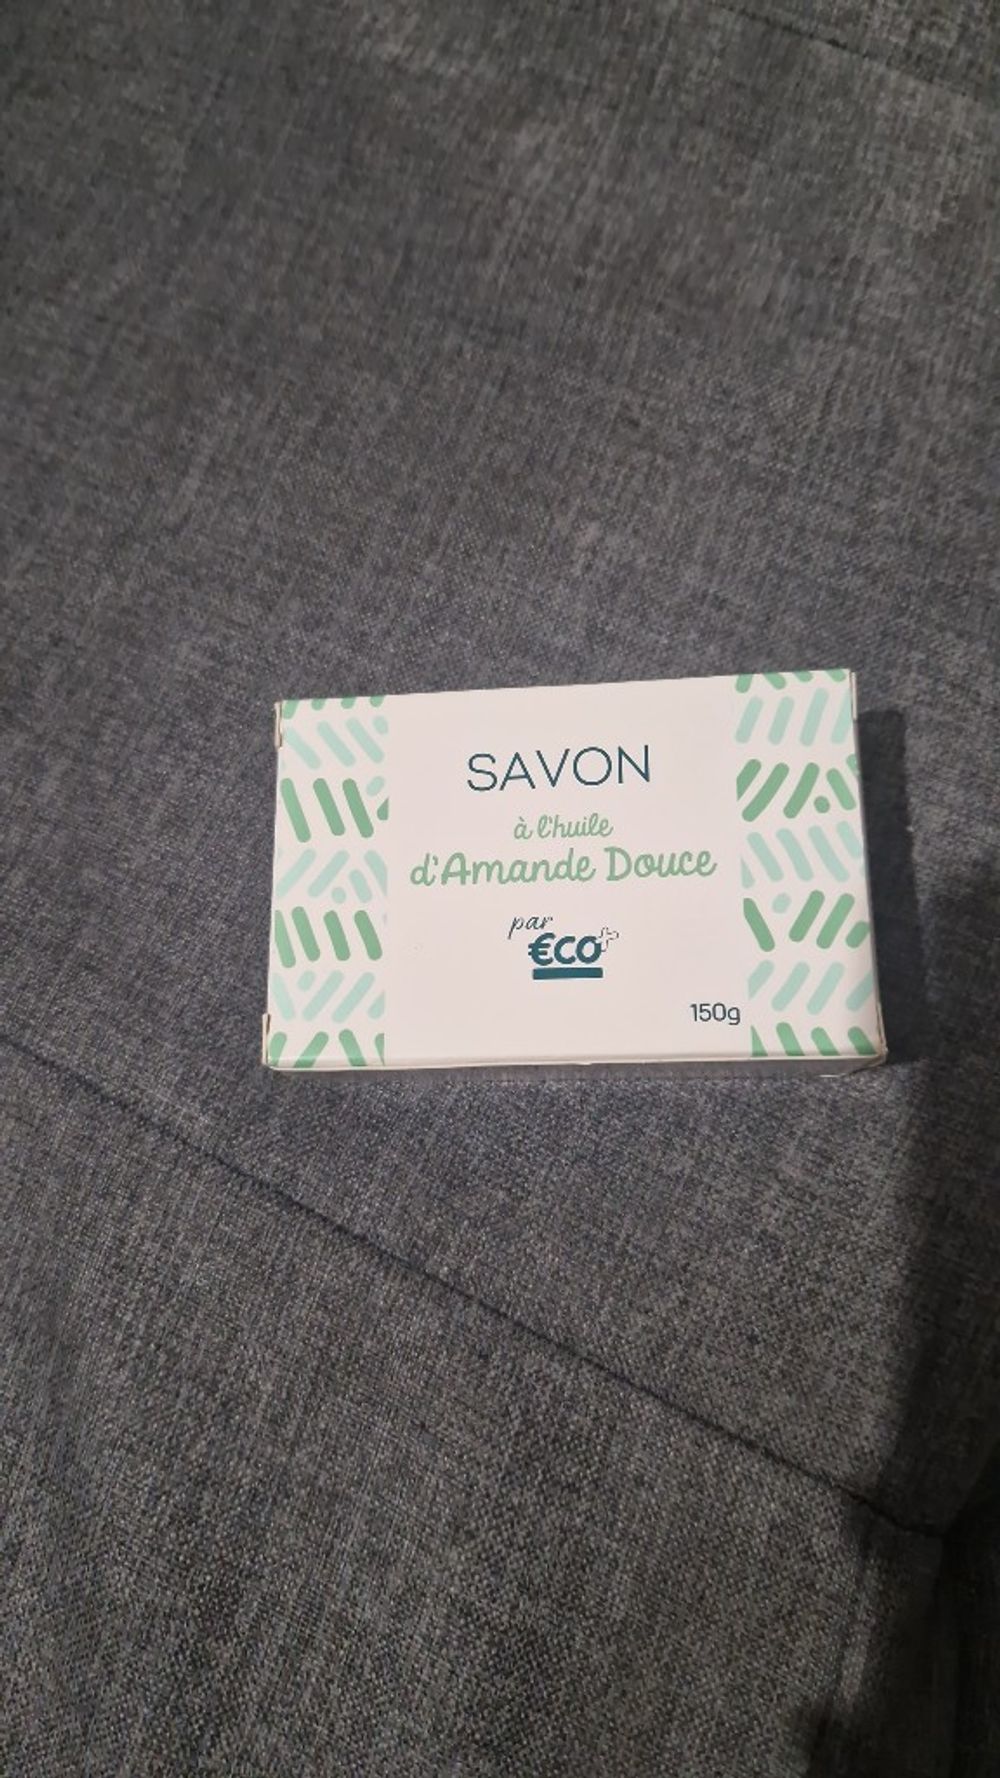 SAVON
à l'huile
d'Amande Douce
par
€co+
150g